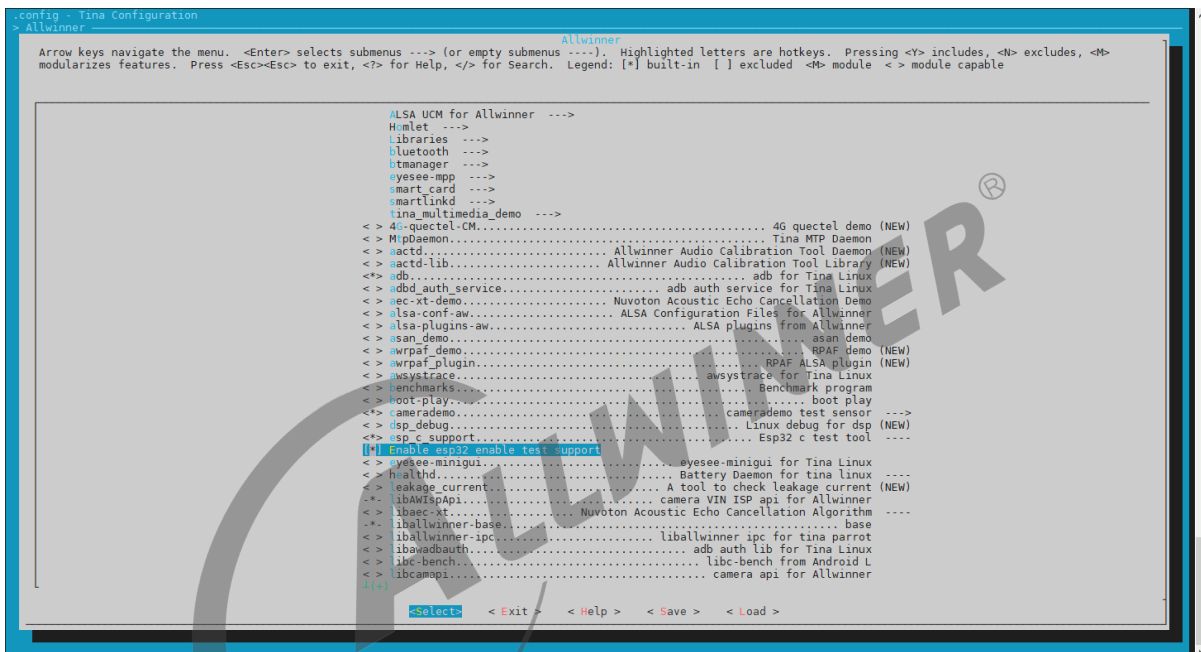 .config - Tina Configuration
> Allwinner
Allwinner
Arrow keys navigate the menu.  <Enter> selects submenus ---> (or empty submenus ----).  Highlighted letters are hotkeys.  Pressing <Y> includes, <N> excludes, <M>
modularizes features.  Press <Esc><Esc> to exit, <?> for Help, </> for Search.  Legend: [*] built-in  [ ] excluded  <M> module  < > module capable
ALSA UCM for Allwinner  --->
Homlet  --->
Libraries  --->
bluetooth  --->
btmanager  --->
eyesee-mpp  --->
smart_card  --->
smartlinkd  --->
tina_multimedia_demo  --->
< > 4G-quectel-CM............................................ 4G quectel demo (NEW)
< > MtpDaemon................................................ Tina MTP Daemon
< > aactd........................... Allwinner Audio Calibration Tool Daemon (NEW)
< > aactd-lib...................... Allwinner Audio Calibration Tool Library (NEW)
<*> adb.................................................... adb for Tina Linux
< > adbd_auth_service........................ adb auth service for Tina Linux
< > aec-xt-demo..................... Nuvoton Acoustic Echo Cancellation Demo
< > alsa-conf-aw...................... ALSA Configuration Files for Allwinner
< > alsa-plugins-aw............................. ALSA plugins from Allwinner
< > asan_demo...................................................... asan demo
< > awrpaf_demo.................................................... RPAF demo (NEW)
< > awrpaf_plugin............................................ RPAF ALSA plugin (NEW)
< > awsystrace...................................... awsystrace for Tina Linux
< > benchmarks.............................................. Benchmark program
< > boot-play...................................................... boot play
<*> camerademo......................................... camerademo test sensor  --->
< > dsp_debug............................................ Linux debug for dsp (NEW)
<*> esp_c_support.......................................... Esp32 c test tool  ----
[*] Enable esp32 enable test support
< > eyesee-minigui.............................. eyesee-minigui for Tina Linux
< > healthd..................................... Battery Daemon for tina linux  ----
< > leakage_current........................... A tool to check leakage current (NEW)
-*- libAWIspApi.............................. camera VIN ISP api for Allwinner
< > libaec-xt................... Nuvoton Acoustic Echo Cancellation Algorithm  ----
-*- liballwinner-base................................................... base
< > liballwinner-ipc......................... liballwinner ipc for tina parrot
< > libawadbauth................................. adb auth lib for Tina Linux
< > libc-bench..................................... libc-bench from Android L
< > libcamapi....................................... camera api for Allwinner
┴(+)
<Select>    < Exit >    < Help >    < Save >    < Load >
ALLWINNER®